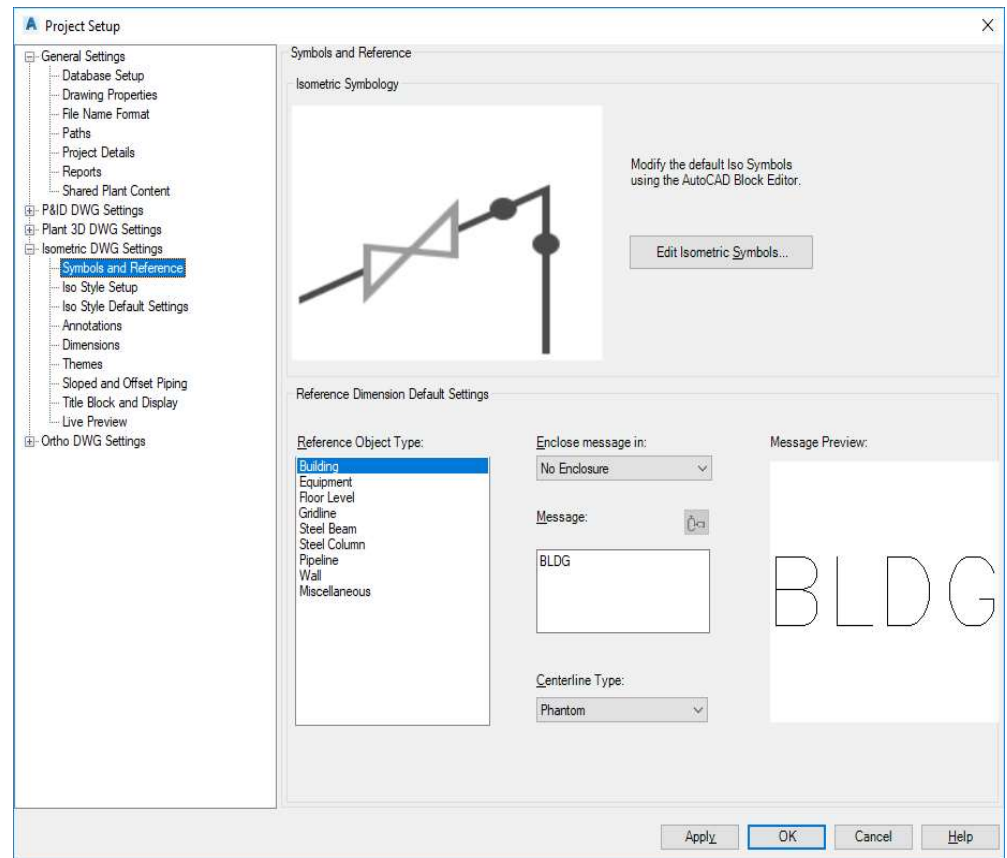 Project Setup
General Settings
Database Setup
Drawing Properties
File Name Format
Paths
Project Details
Reports
Shared Plant Content
P&ID DWG Settings
Plant 3D DWG Settings
Isometric DWG Settings
Symbols and Reference
Iso Style Setup
Iso Style Default Settings
Annotations
Dimensions
Themes
Sloped and Offset Piping
Title Block and Display
Live Preview
Ortho DWG Settings
Symbols and Reference
Isometric Symbology
Modify the default Iso Symbols
using the AutoCAD Block Editor.
Edit Isometric Symbols...
Reference Dimension Default Settings
Reference Object Type:
Building
Equipment
Floor Level
Gridline
Steel Beam
Steel Column
Pipeline
Wall
Miscellaneous
Enclose message in:
No Enclosure
Message:
BLDG
Centerline Type:
Phantom
Message Preview:
BLDG
Apply
OK
Cancel
Help